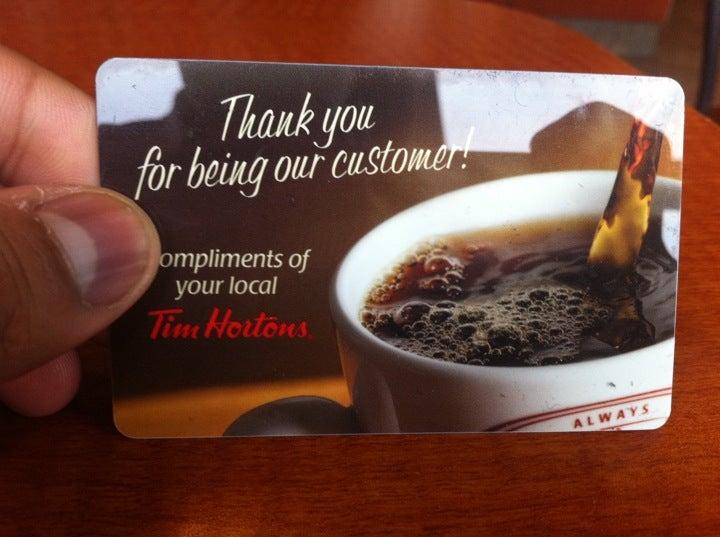 Thank you
for being our customer!
ompliments of
your local
Tim Hortons.
ALWAYS